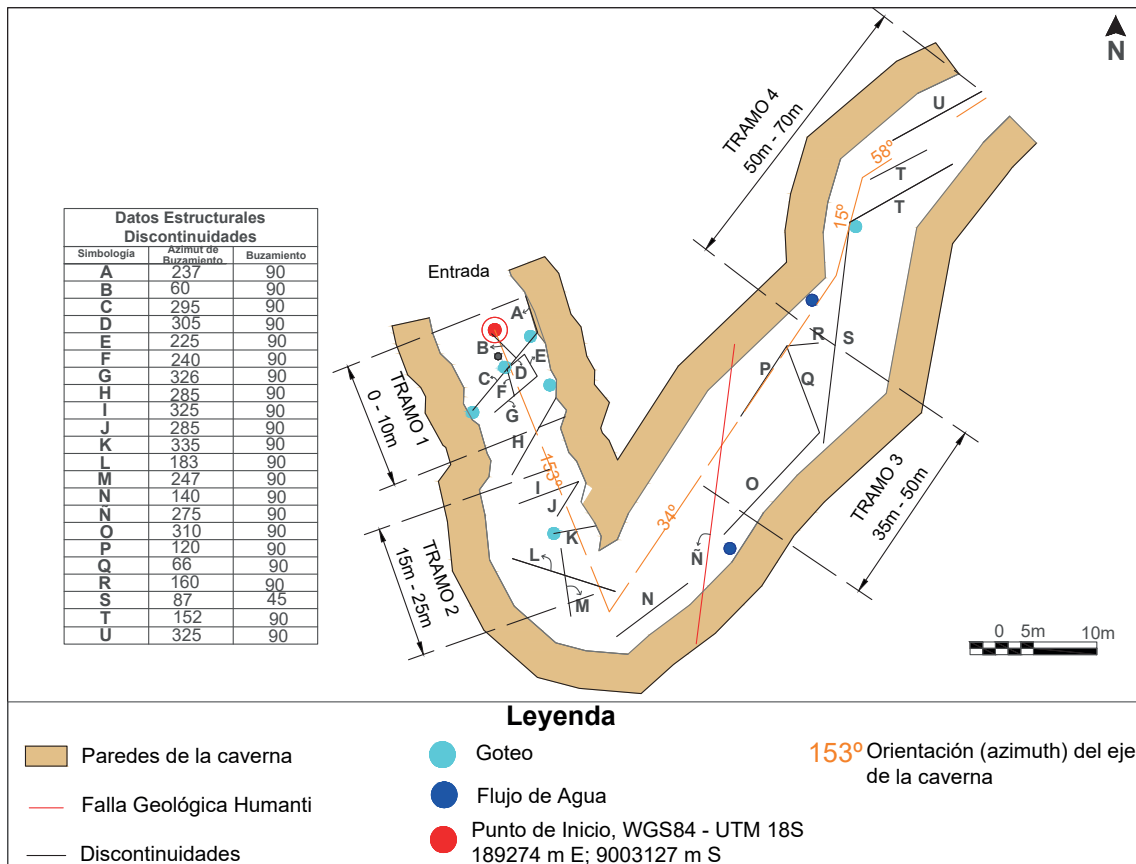 N
TRAMO 4
50m - 70m
U
58º
T
T
15º
Entrada
Datos Estructurales
Discontinuidades
Simbología Azimut de Buzamiento Buzamiento
A 237 90
B 60 90
C 295 90
D 305 90
E 225 90
F 240 90
G 326 90
H 285 90
I 325 90
J 285 90
K 335 90
L 183 90
M 247 90
N 140 90
Ñ 275 90
O 310 90
P 120 90
Q 66 90
R 160 90
S 87 45
T 152 90
U 325 90
A
B
E
D
C
F
G
H
TRAMO 1
0 - 10m
153º
I
J
K
L
M
TRAMO 2
15m - 25m
N
Ñ
34º
O
P
Q
R
S
TRAMO 3
35m - 50m
0 5m 10m
Leyenda
Paredes de la caverna
Falla Geológica Humanti
Discontinuidades
Goteo
Flujo de Agua
Punto de Inicio, WGS84 - UTM 18S
189274 m E; 9003127 m S
153º Orientación (azimuth) del eje
de la caverna